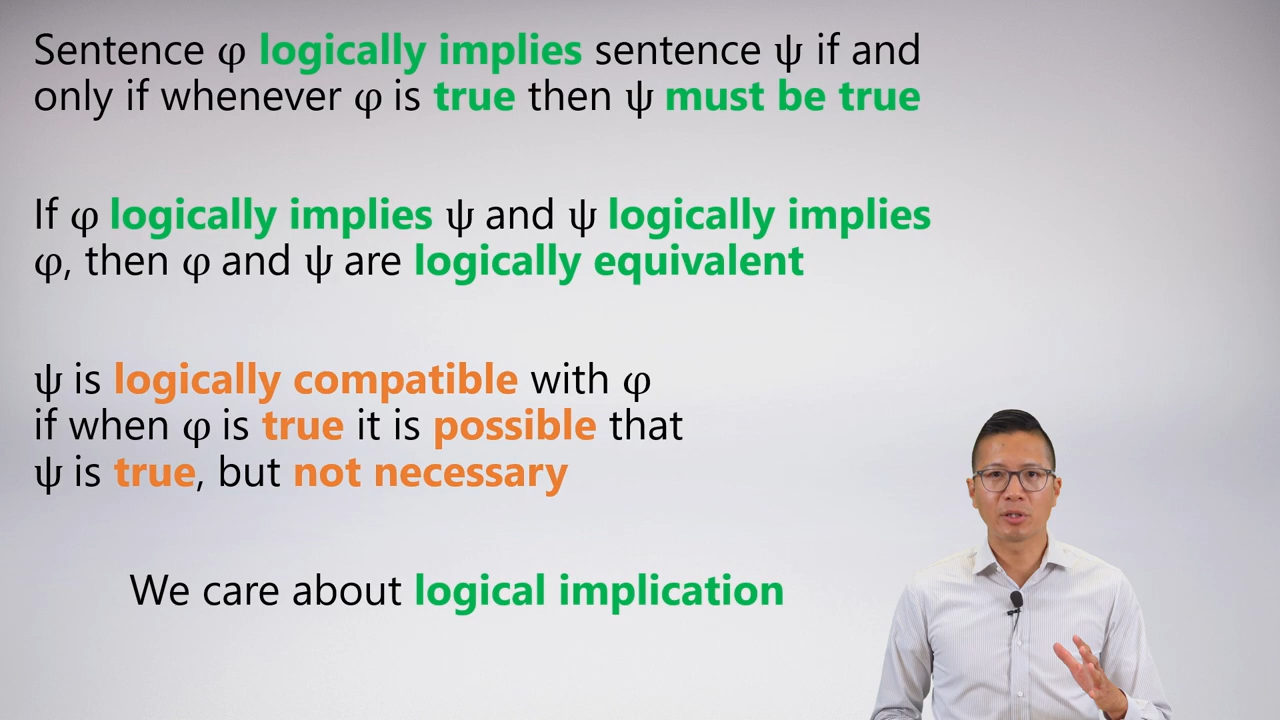 Sentence φ logically implies sentence ψ if and
only if whenever φ is true then ψ must be true
If φ logically implies ψ and ψ logically implies
φ, then φ and ψ are logically equivalent
ψ is logically compatible with φ
if when φ is true it is possible that
ψ is true, but not necessary
We care about logical implication